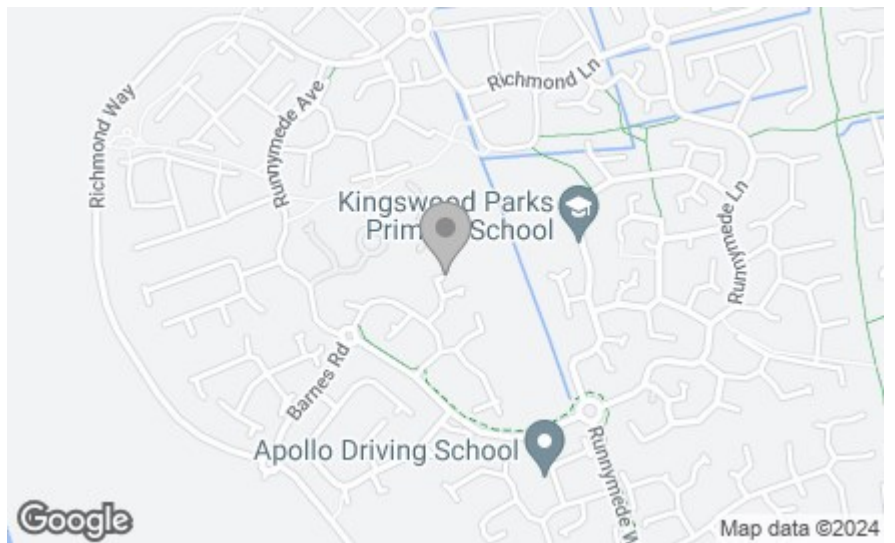 Richmond Ln
Richmond Way
Runnymede Ave
Kingswood Parks
Primary School
Runnymede Ln
Barnes Rd
Apollo Driving School
Runnymede W
Google
Map data ©2024